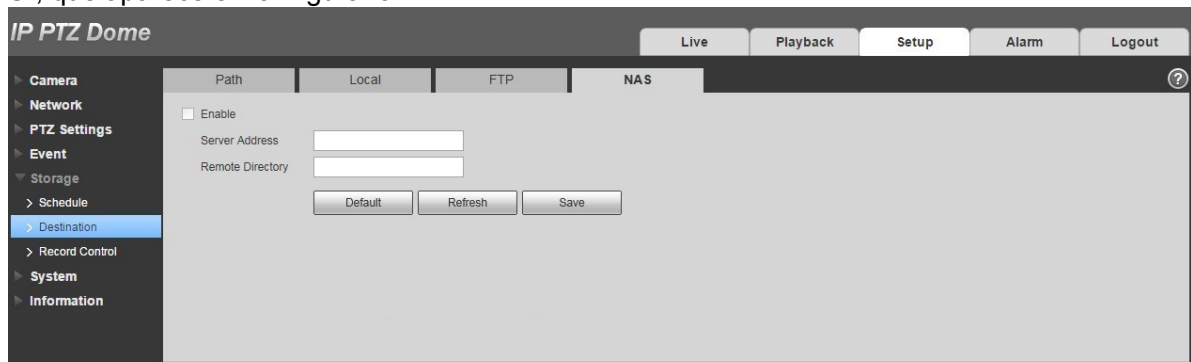 IP PTZ Dome
Live Playback Setup Alarm Logout
Camera
Network
PTZ Settings
Event
Storage
Schedule
Destination
Record Control
System
Information
Path Local FTP NAS
?
Enable
Server Address
Remote Directory
Default Refresh Save